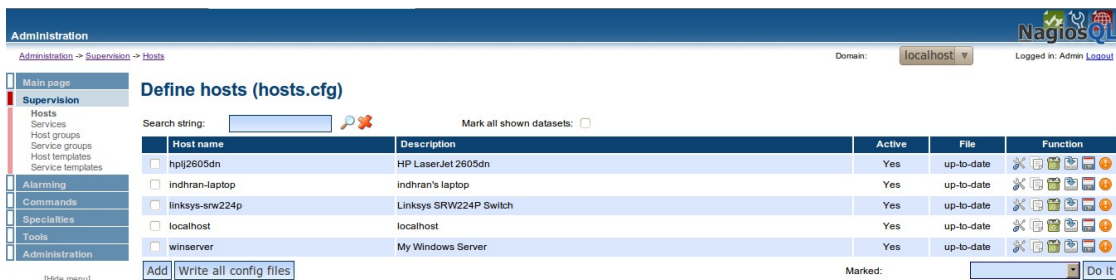 Administration
NagiosQL
Administration -> Supervision -> Hosts
Domain: localhost
Logged in: Admin Logout
Main page
Supervision
Hosts
Services
Host groups
Service groups
Host templates
Service templates
Alarming
Commands
Specialties
Tools
Administration
[Hide menu]
Define hosts (hosts.cfg)
Search string: Mark all shown datasets:
Host name Description Active File Function
hplj2605dn HP LaserJet 2605dn Yes up-to-date
indhran-laptop indhran's laptop Yes up-to-date
linksys-srw224p Linksys SRW224P Switch Yes up-to-date
localhost localhost Yes up-to-date
winserver My Windows Server Yes up-to-date
Add Write all config files Marked: Do it